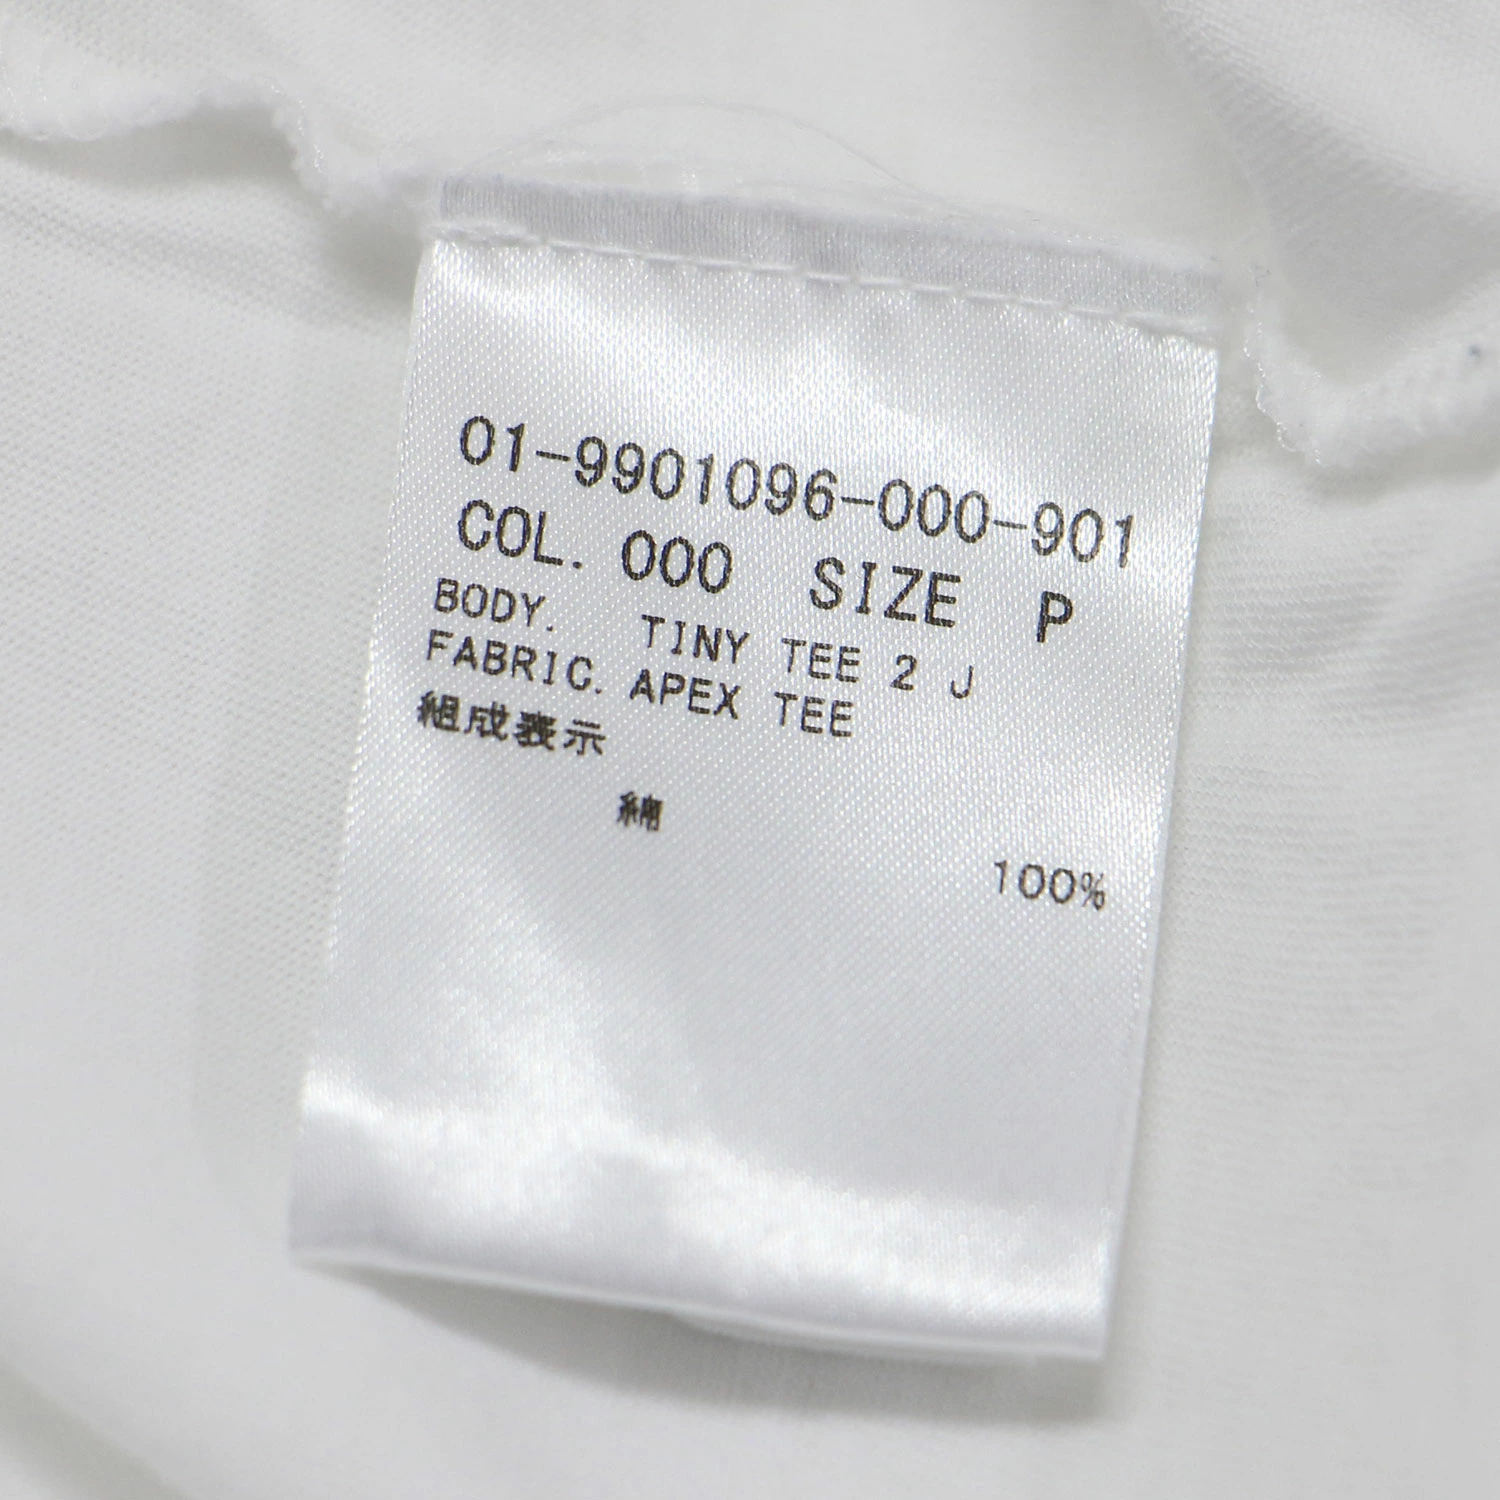 01-9901096-000-901
COL. 000 SIZE P
BODY. TINY TEE 2 J
FABRIC. APEX TEE
組成表示
綿
100%